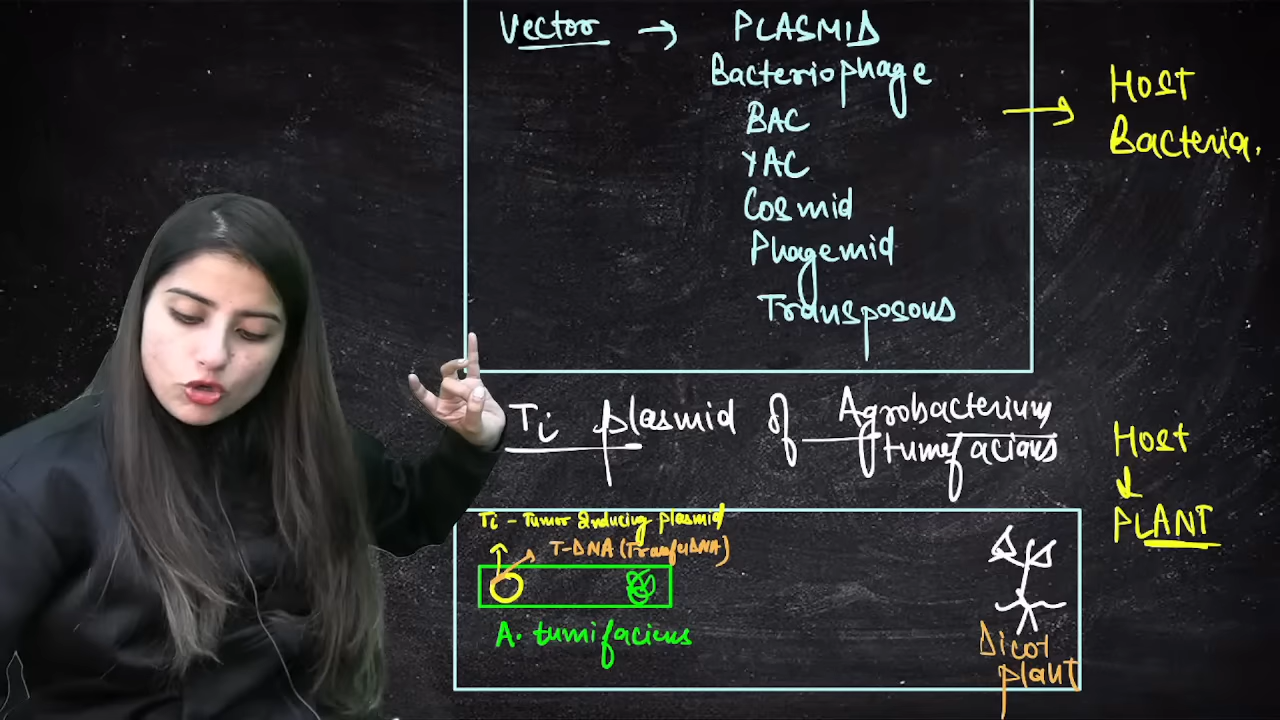 Vector → PLASMID
Bacteriophage
BAC
YAC
Cosmid
Phagemid
Transposons
→ Host
Bacteria.
Ti plasmid of Agrobacterium
tumefaciens
Host
↓
PLANT
Ti - Tumor Inducing plasmid
T-DNA (Transfer DNA)
A. tumifaciens
Dicot
plant